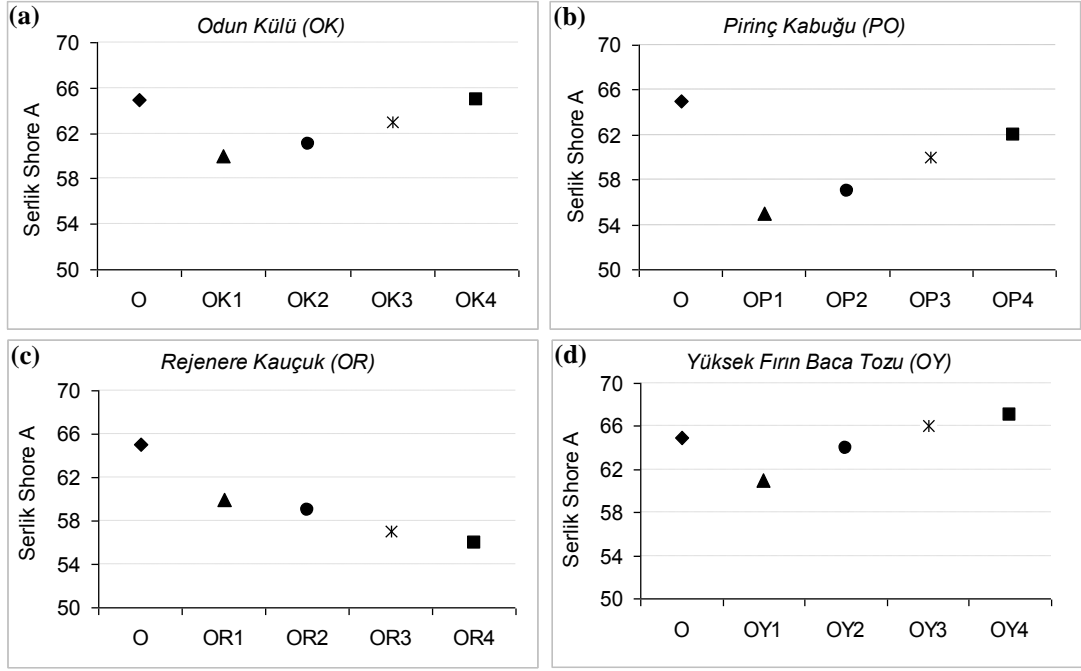 (a)
Odun Külü (OK)
Serlik Shore A
70
66
62
58
54
50
O OK1 OK2 OK3 OK4
(b)
Pirinç Kabuğu (PO)
Serlik Shore A
70
66
62
58
54
50
O OP1 OP2 OP3 OP4
(c)
Rejenere Kauçuk (OR)
Serlik Shore A
70
66
62
58
54
50
O OR1 OR2 OR3 OR4
(d)
Yüksek Fırın Baca Tozu (OY)
Serlik Shore A
70
66
62
58
54
50
O OY1 OY2 OY3 OY4